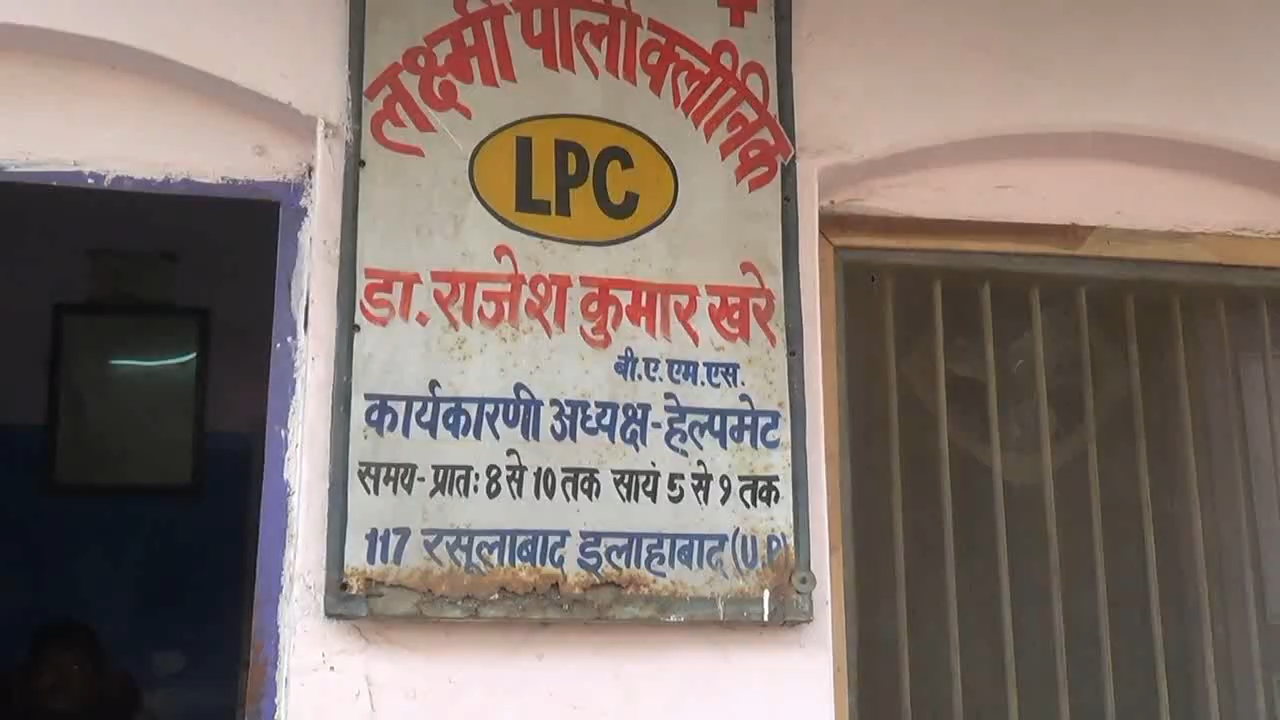 लक्ष्मी पाली क्लीनिक
LPC
डा. राजेश कुमार खरे
बी.ए.एम.एस.
कार्यकारणी अध्यक्ष-हेल्पमेट
समय- प्रातः 8 से 10 तक सायं 5 से 9 तक
117 रसूलाबाद इलाहाबाद (U.P)